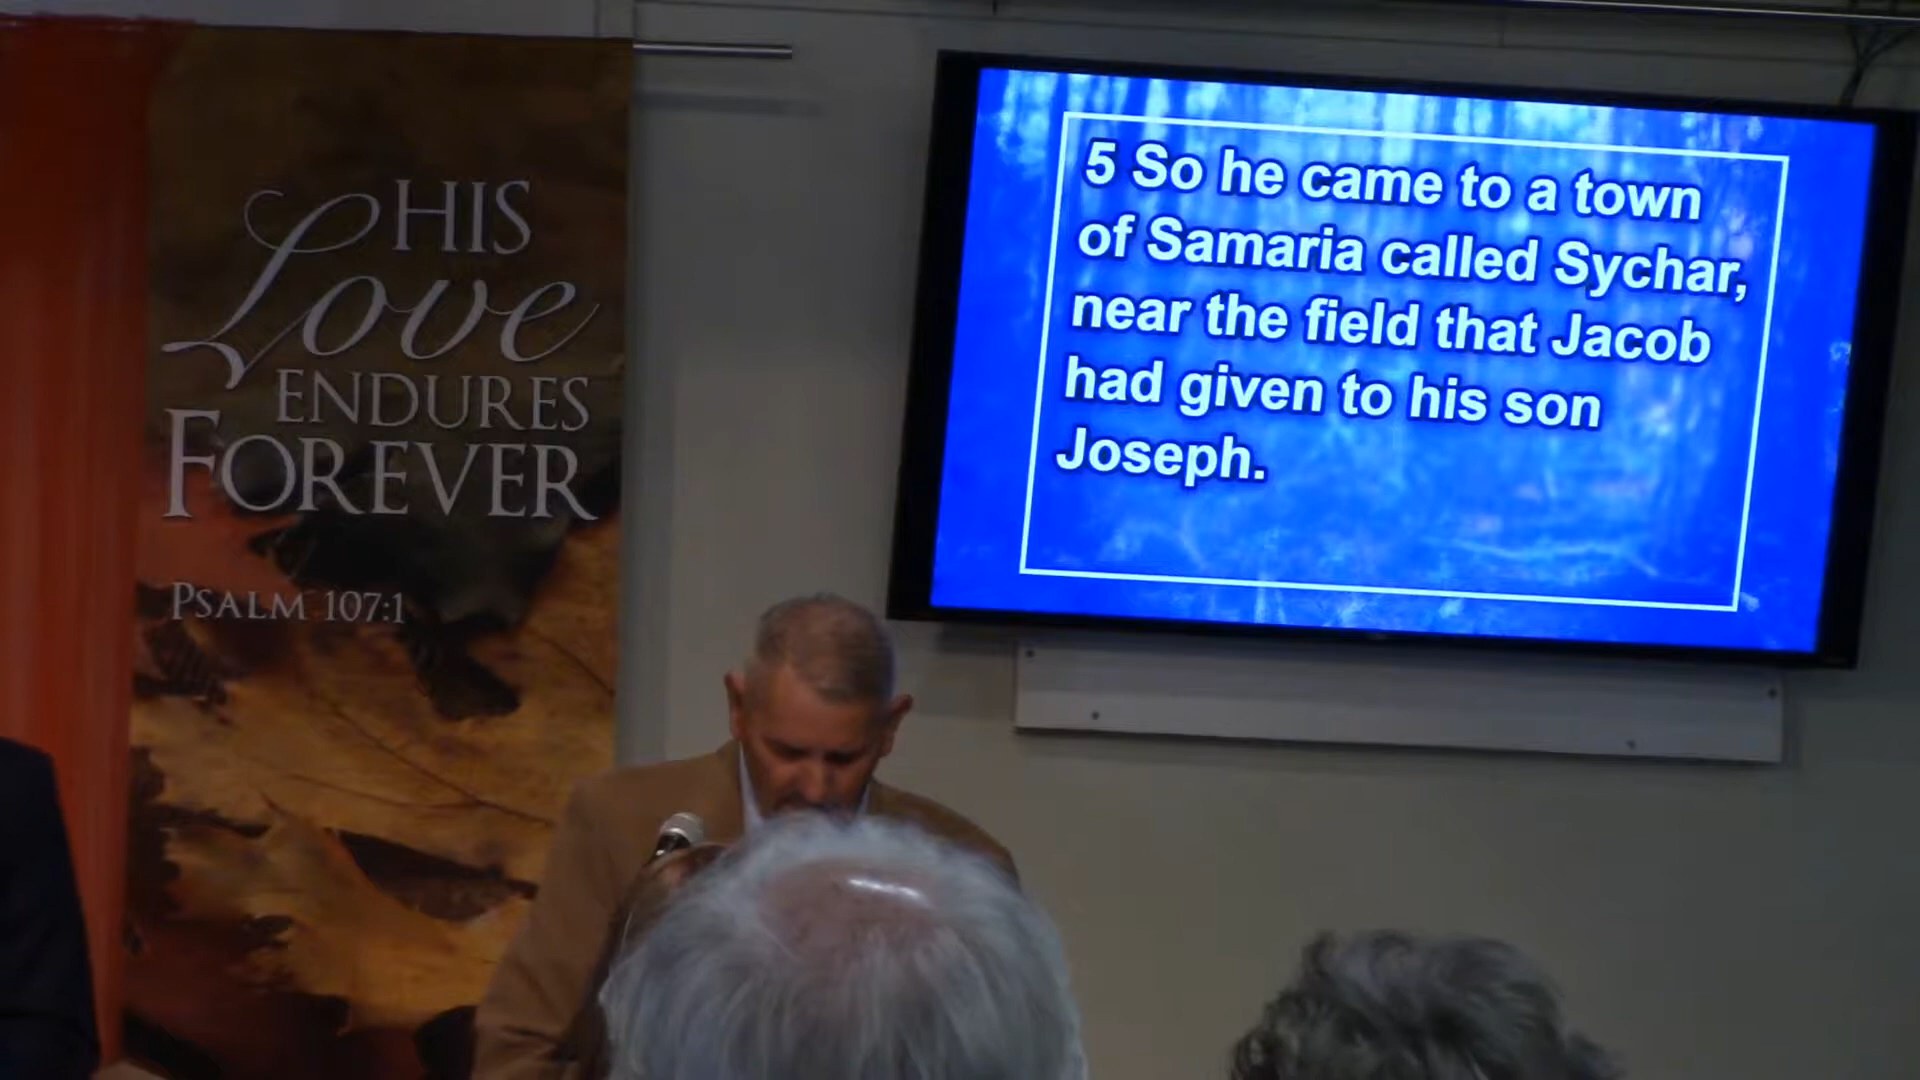 HIS
Love
ENDURES
FOREVER
PSALM 107:1
5 So he came to a town
of Samaria called Sychar,
near the field that Jacob
had given to his son
Joseph.